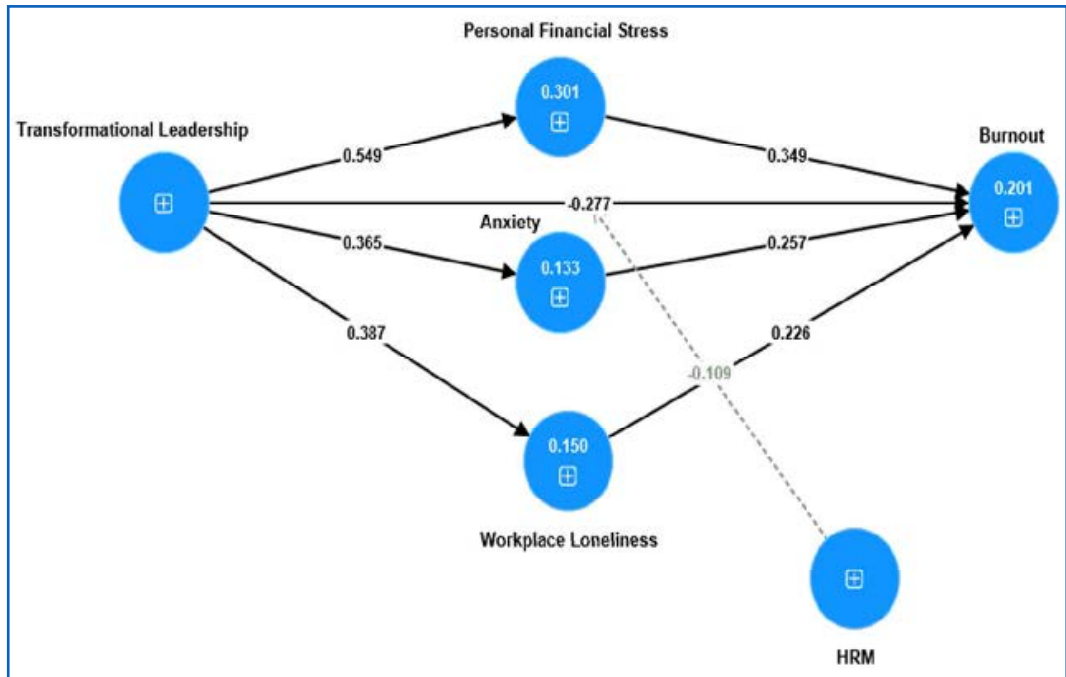 Personal Financial Stress
0.301
Transformational Leadership
Burnout
0.549
0.349
0.201
-0.277
Anxiety
0.365
0.257
0.133
0.387
0.226
-0.109
0.150
Workplace Loneliness
HRM